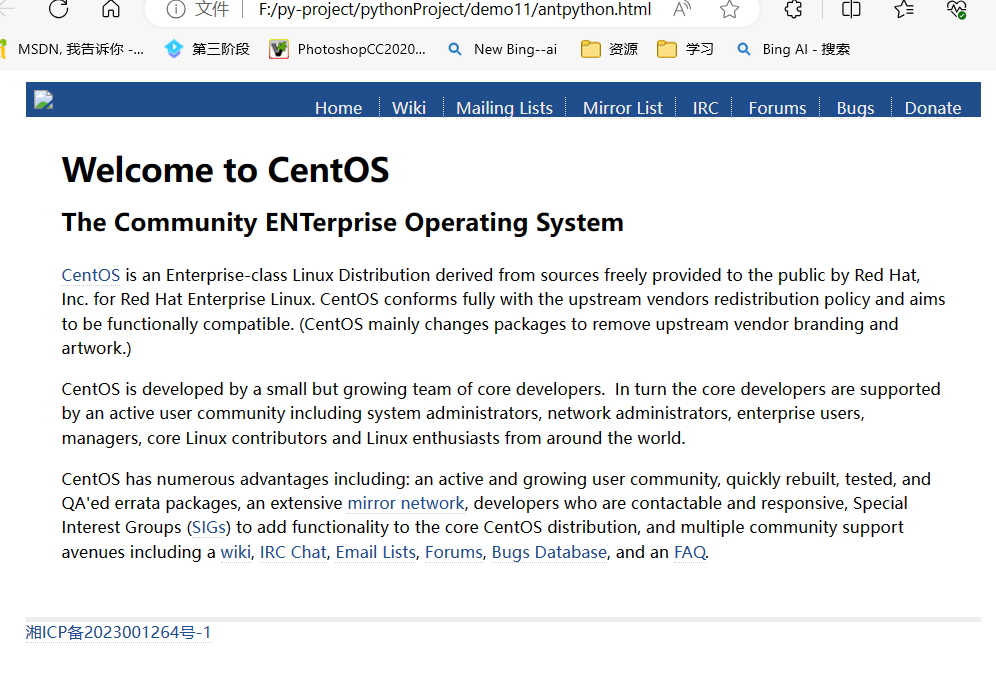 文件 F:/py-project/pythonProject/demo11/antpython.html
MSDN, 我告诉你 -... 第三阶段 PhotoshopCC2020... New Bing--ai 资源 学习 Bing AI - 搜索
Home Wiki Mailing Lists Mirror List IRC Forums Bugs Donate
Welcome to CentOS
The Community ENTerprise Operating System
CentOS is an Enterprise-class Linux Distribution derived from sources freely provided to the public by Red Hat,
Inc. for Red Hat Enterprise Linux. CentOS conforms fully with the upstream vendors redistribution policy and aims
to be functionally compatible. (CentOS mainly changes packages to remove upstream vendor branding and
artwork.)
CentOS is developed by a small but growing team of core developers.  In turn the core developers are supported
by an active user community including system administrators, network administrators, enterprise users,
managers, core Linux contributors and Linux enthusiasts from around the world.
CentOS has numerous advantages including: an active and growing user community, quickly rebuilt, tested, and
QA'ed errata packages, an extensive mirror network, developers who are contactable and responsive, Special
Interest Groups (SIGs) to add functionality to the core CentOS distribution, and multiple community support
avenues including a wiki, IRC Chat, Email Lists, Forums, Bugs Database, and an FAQ.
湘ICP备2023001264号-1